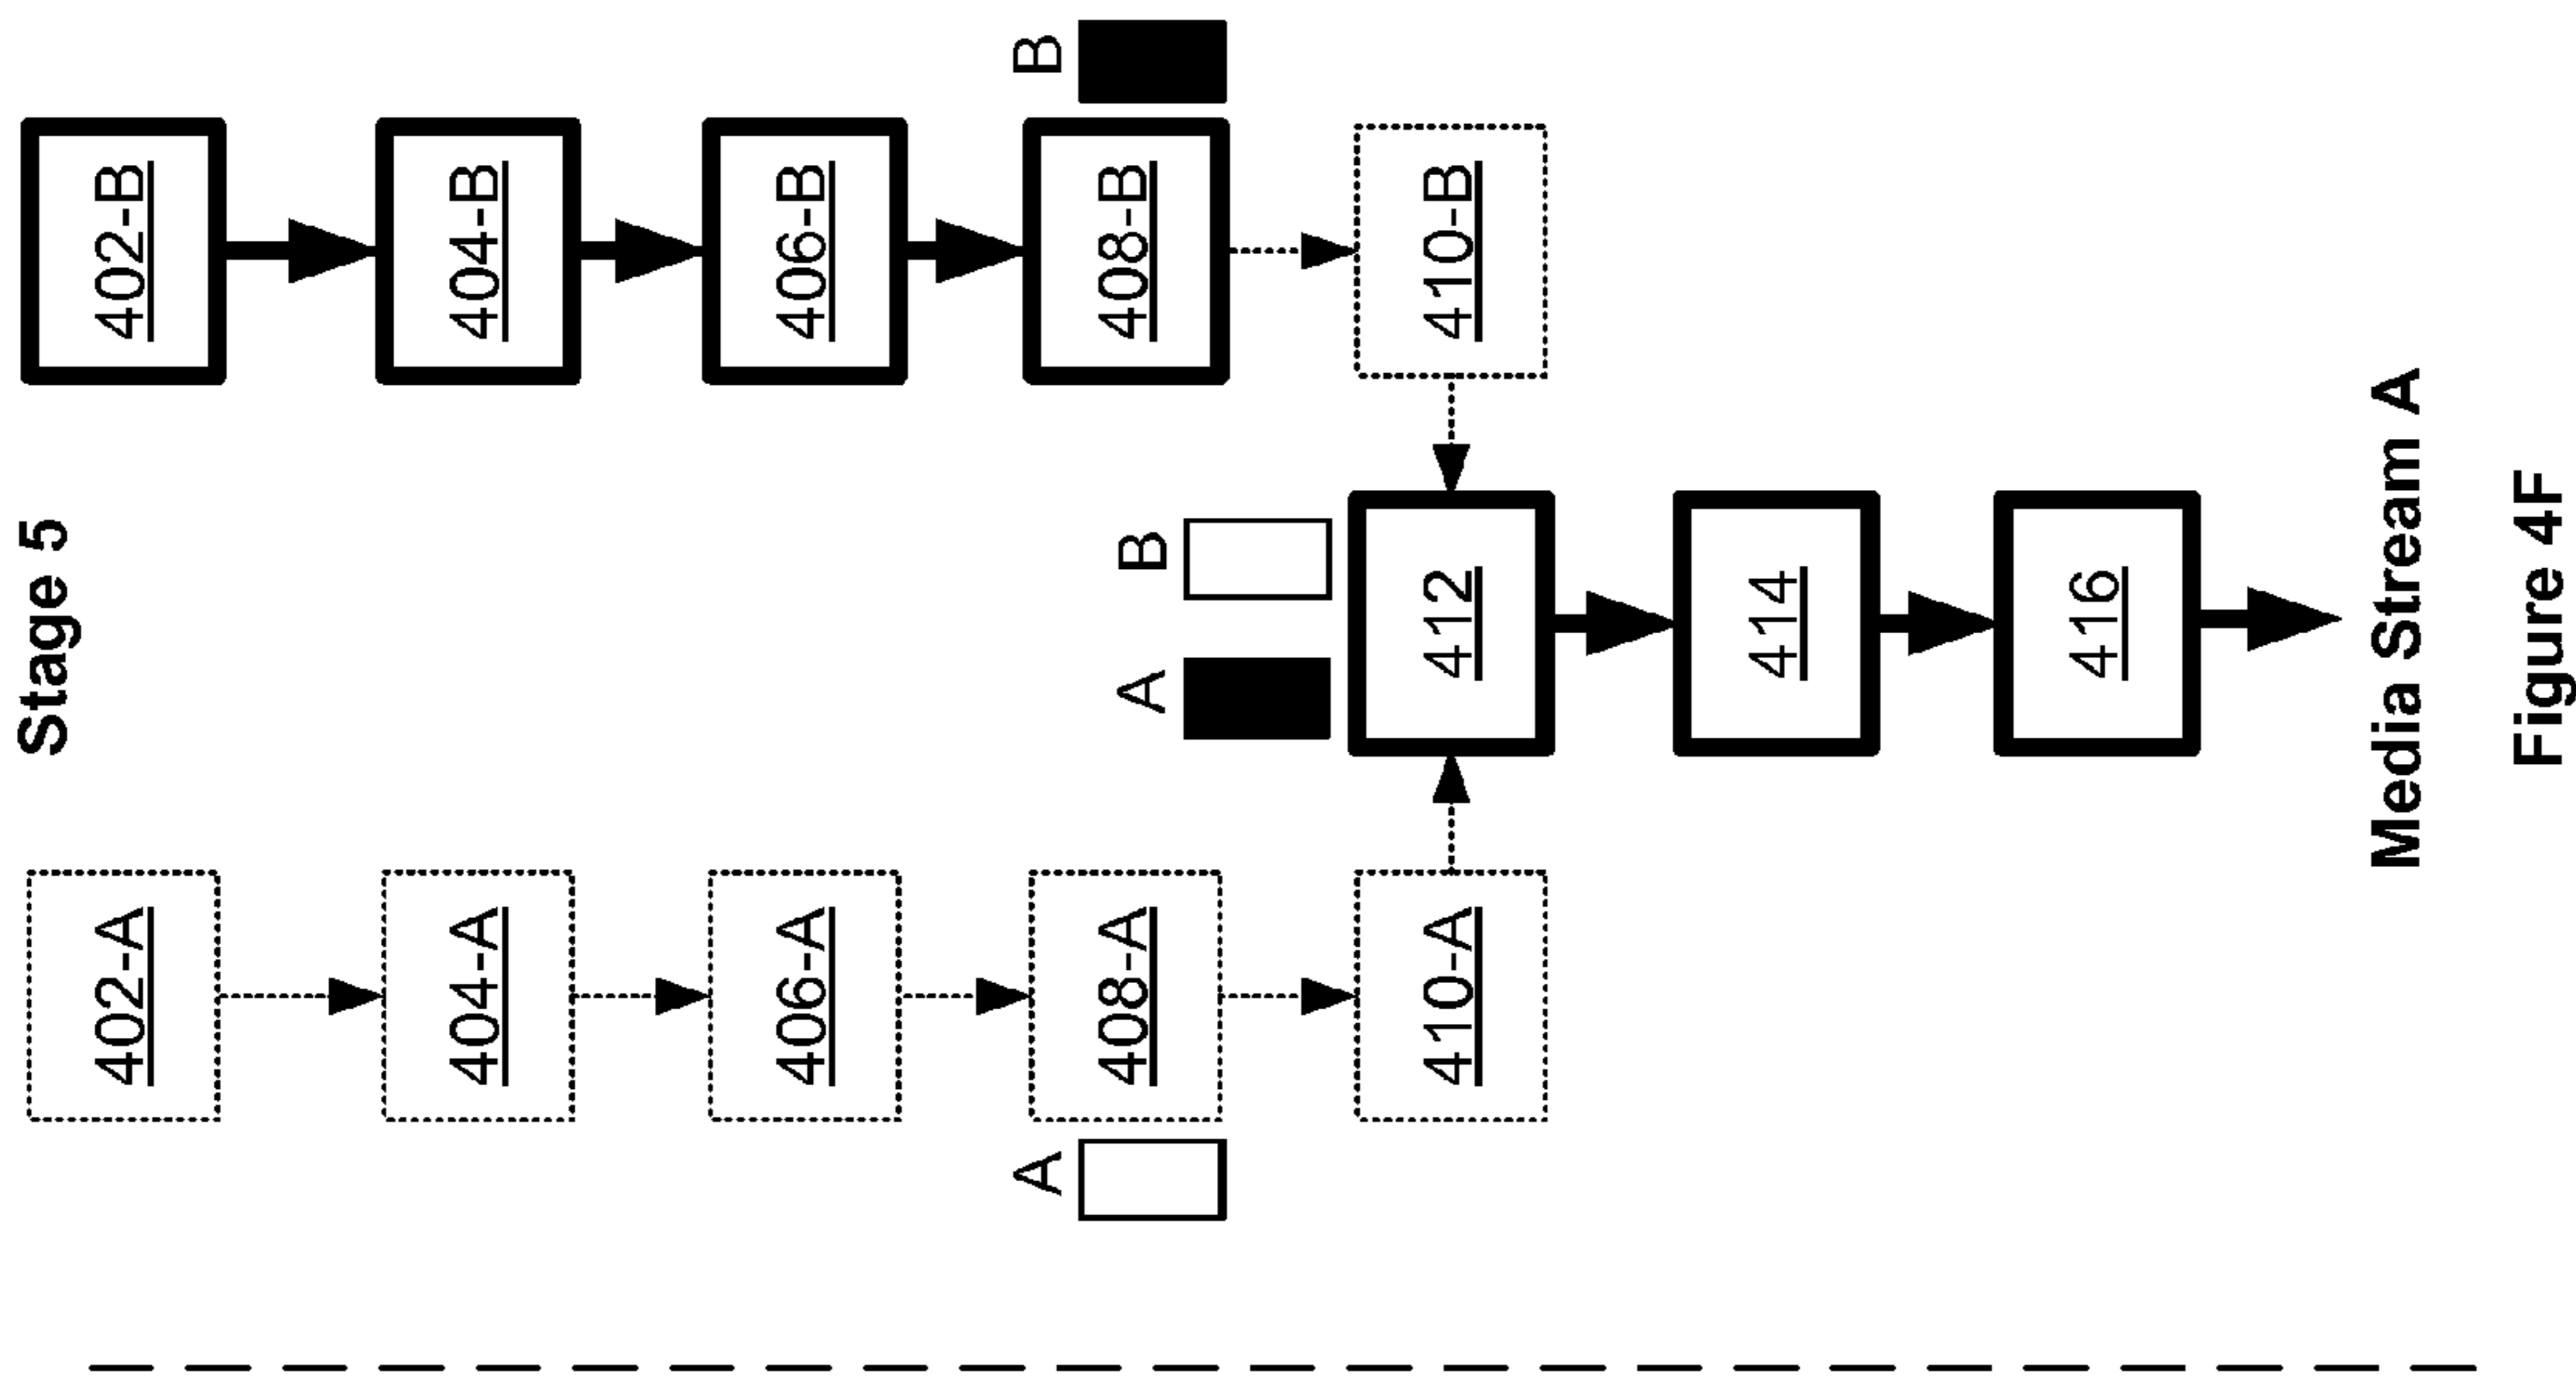 Stage 5
402-A
402-B
404-A
404-B
406-A
406-B
A
408-A
408-B
B
A
B
410-A
412
410-B
414
416
Media Stream A
Figure 4F